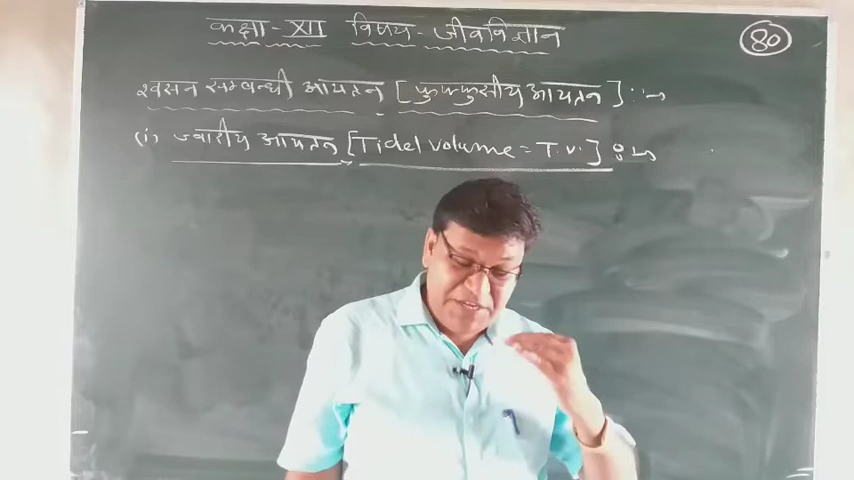 कक्षा - XII विषय - जीवविज्ञान
80
श्वसन सम्बन्धी आयतन [फुफ्फुसीय आयतन] :→
(i) ज्वारीय आयतन [Tidel volume = T.V.] :→